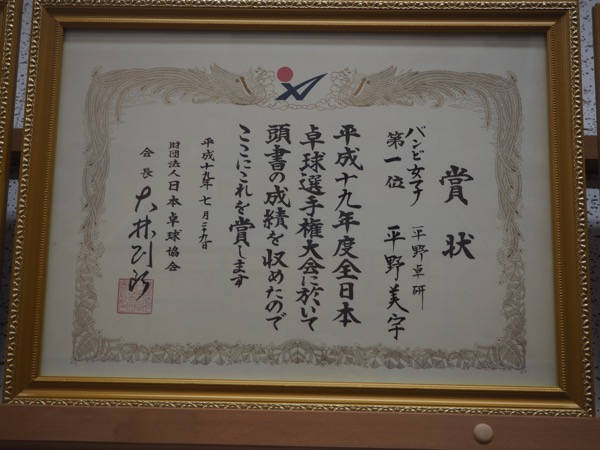 賞状
バンビ女子
第一位
平野卓研
平野美宇
平成十九年度全日本
卓球選手権大会に於いて
頭書の成績を収めたので
ここにこれを賞します
平成十九年七月二十九日
財団法人日本卓球協会
会長